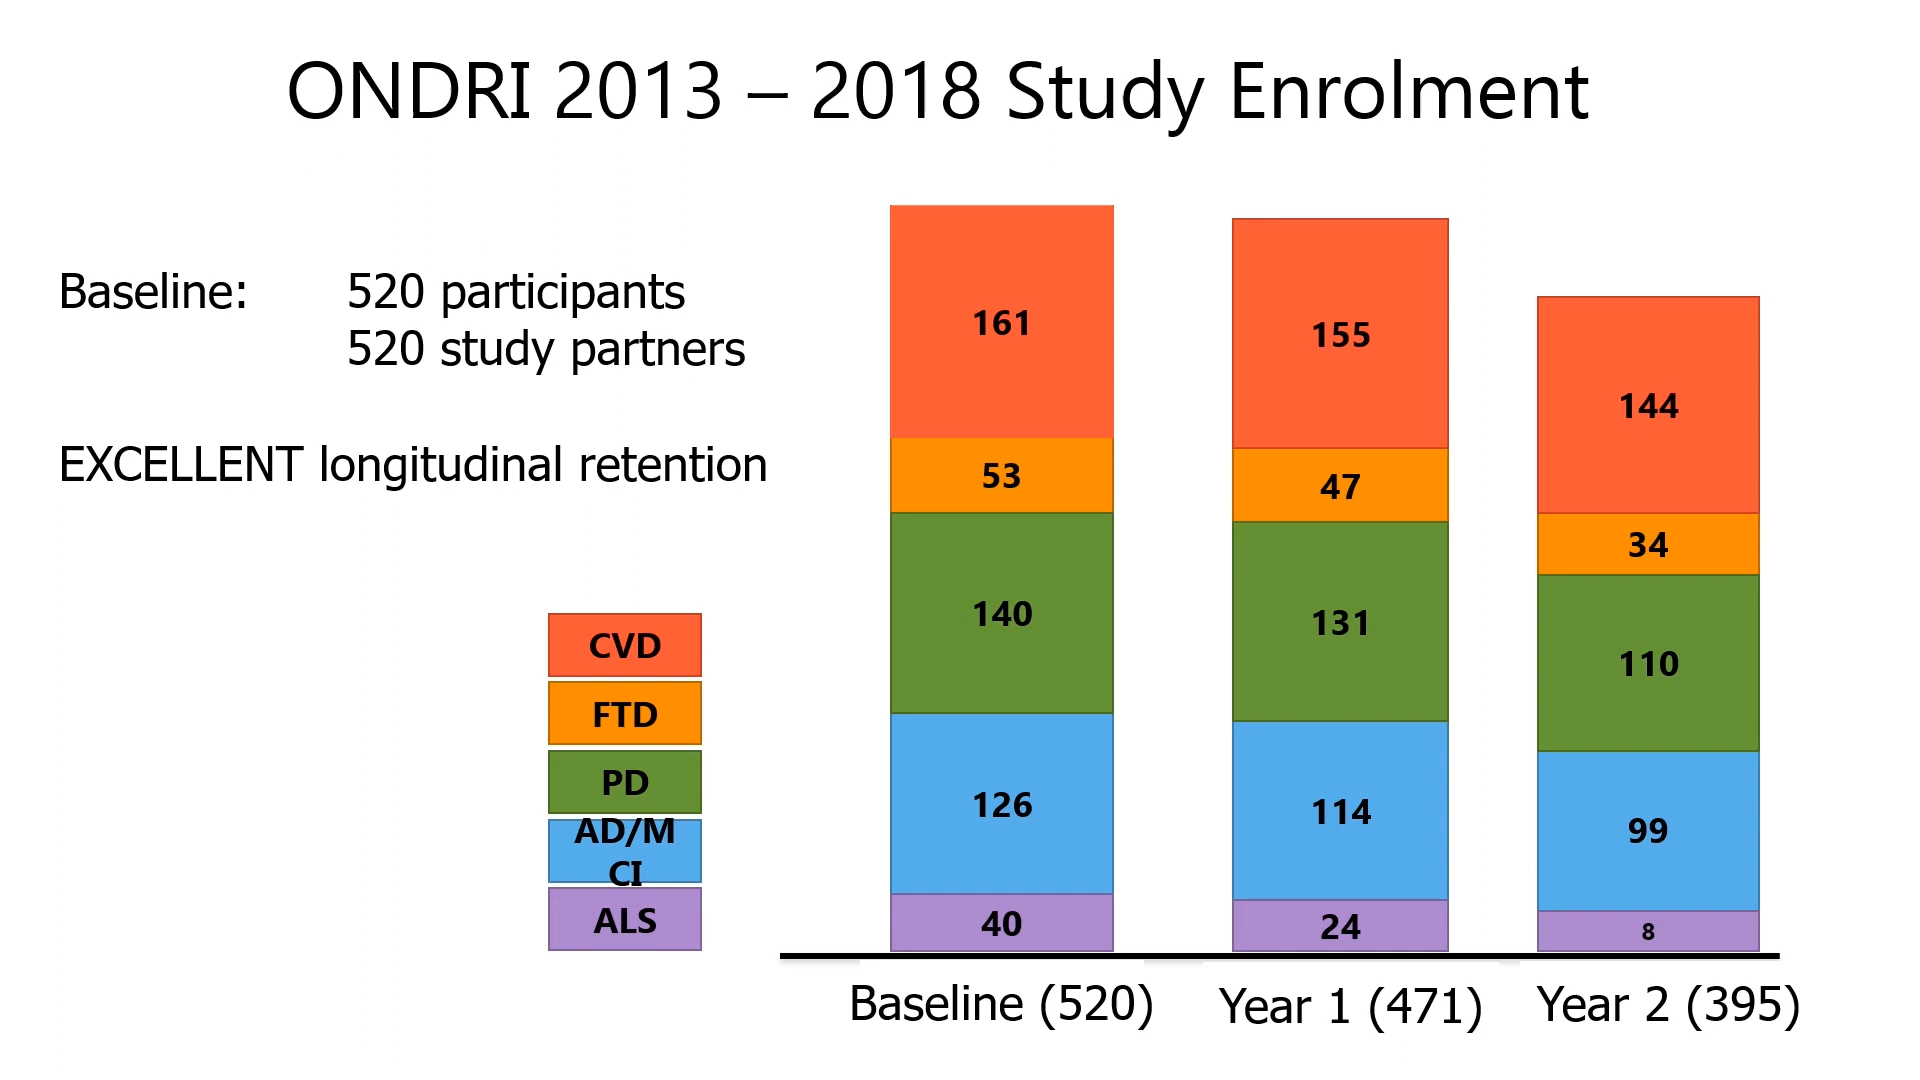 ONDRI 2013 – 2018 Study Enrolment
Baseline: 520 participants
520 study partners
EXCELLENT longitudinal retention
CVD
FTD
PD
AD/M
CI
ALS
161
53
140
126
40
155
47
131
114
24
144
34
110
99
8
Baseline (520)
Year 1 (471)
Year 2 (395)